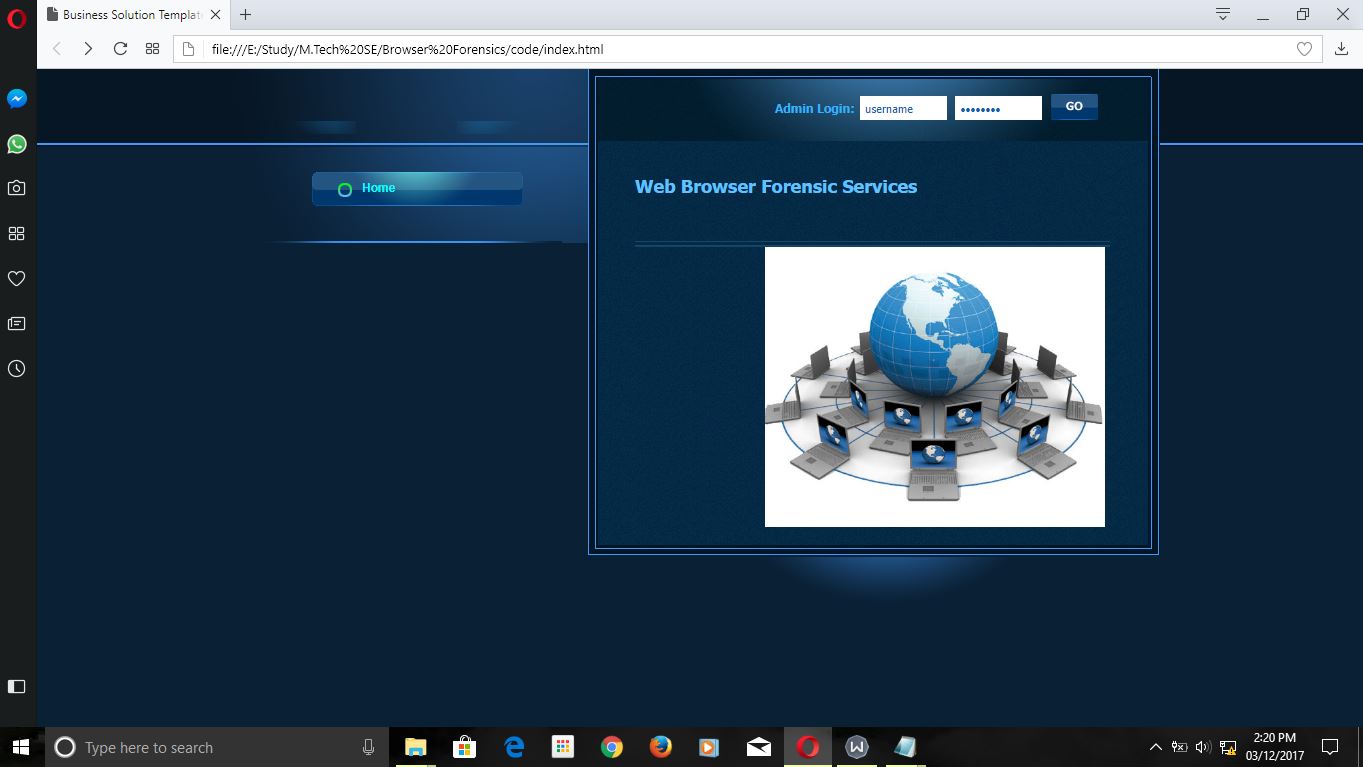 Business Solution Templat
file:///E:/Study/M.Tech%20SE/Browser%20Forensics/code/index.html
Admin Login: username •••••••• GO
Home
Web Browser Forensic Services
Type here to search
2:20 PM
03/12/2017